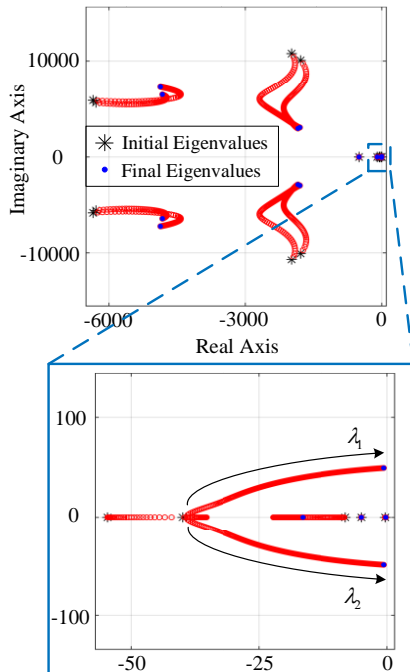 10000
Imaginary Axis
Initial Eigenvalues
0
Final Eigenvalues
-10000
-6000 -3000 0
Real Axis
100
λ1
0
λ2
-100
-50 -25 0